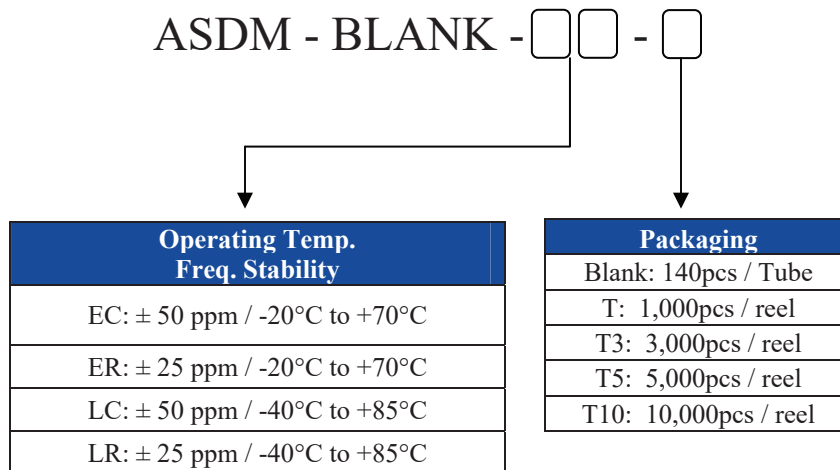 ASDM - BLANK - □□ - □
Operating Temp.
Freq. Stability
EC: ± 50 ppm / -20°C to +70°C
ER: ± 25 ppm / -20°C to +70°C
LC: ± 50 ppm / -40°C to +85°C
LR: ± 25 ppm / -40°C to +85°C
Packaging
Blank: 140pcs / Tube
T: 1,000pcs / reel
T3: 3,000pcs / reel
T5: 5,000pcs / reel
T10: 10,000pcs / reel